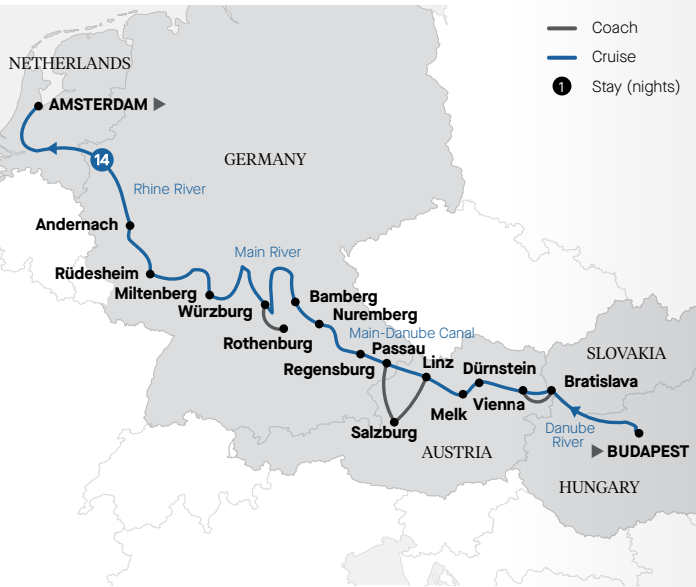 Coach
Cruise
1 Stay (nights)
NETHERLANDS
AMSTERDAM
GERMANY
14
Rhine River
Andernach
Main River
Rüdesheim
Miltenberg
Bamberg
Würzburg
Nuremberg
Main-Danube Canal
Rothenburg
Passau
SLOVAKIA
Regensburg
Linz
Dürnstein
Bratislava
Melk
Vienna
Salzburg
Danube
River
AUSTRIA
BUDAPEST
HUNGARY